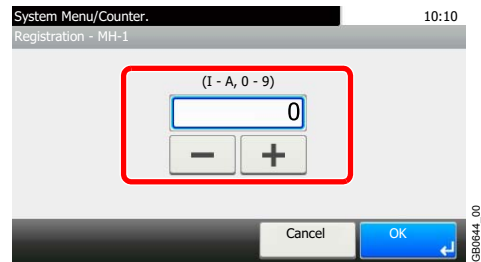 System Menu/Counter. 10:10
Registration - MH-1
(I - A, 0 - 9)
0
Cancel OK
GB0644_00